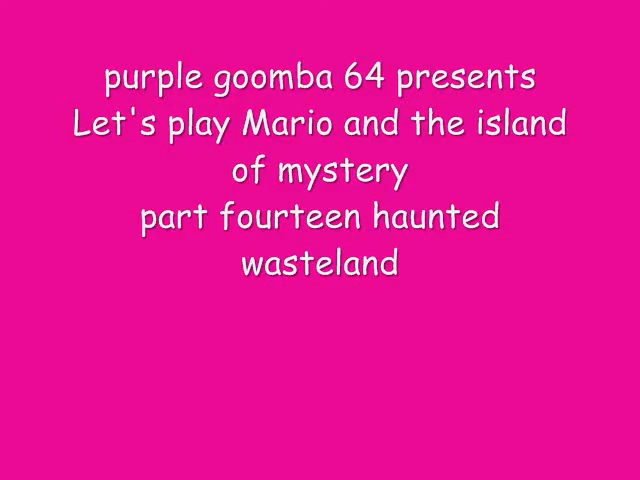 purple goomba 64 presents
Let's play Mario and the island
of mystery
part fourteen haunted
wasteland